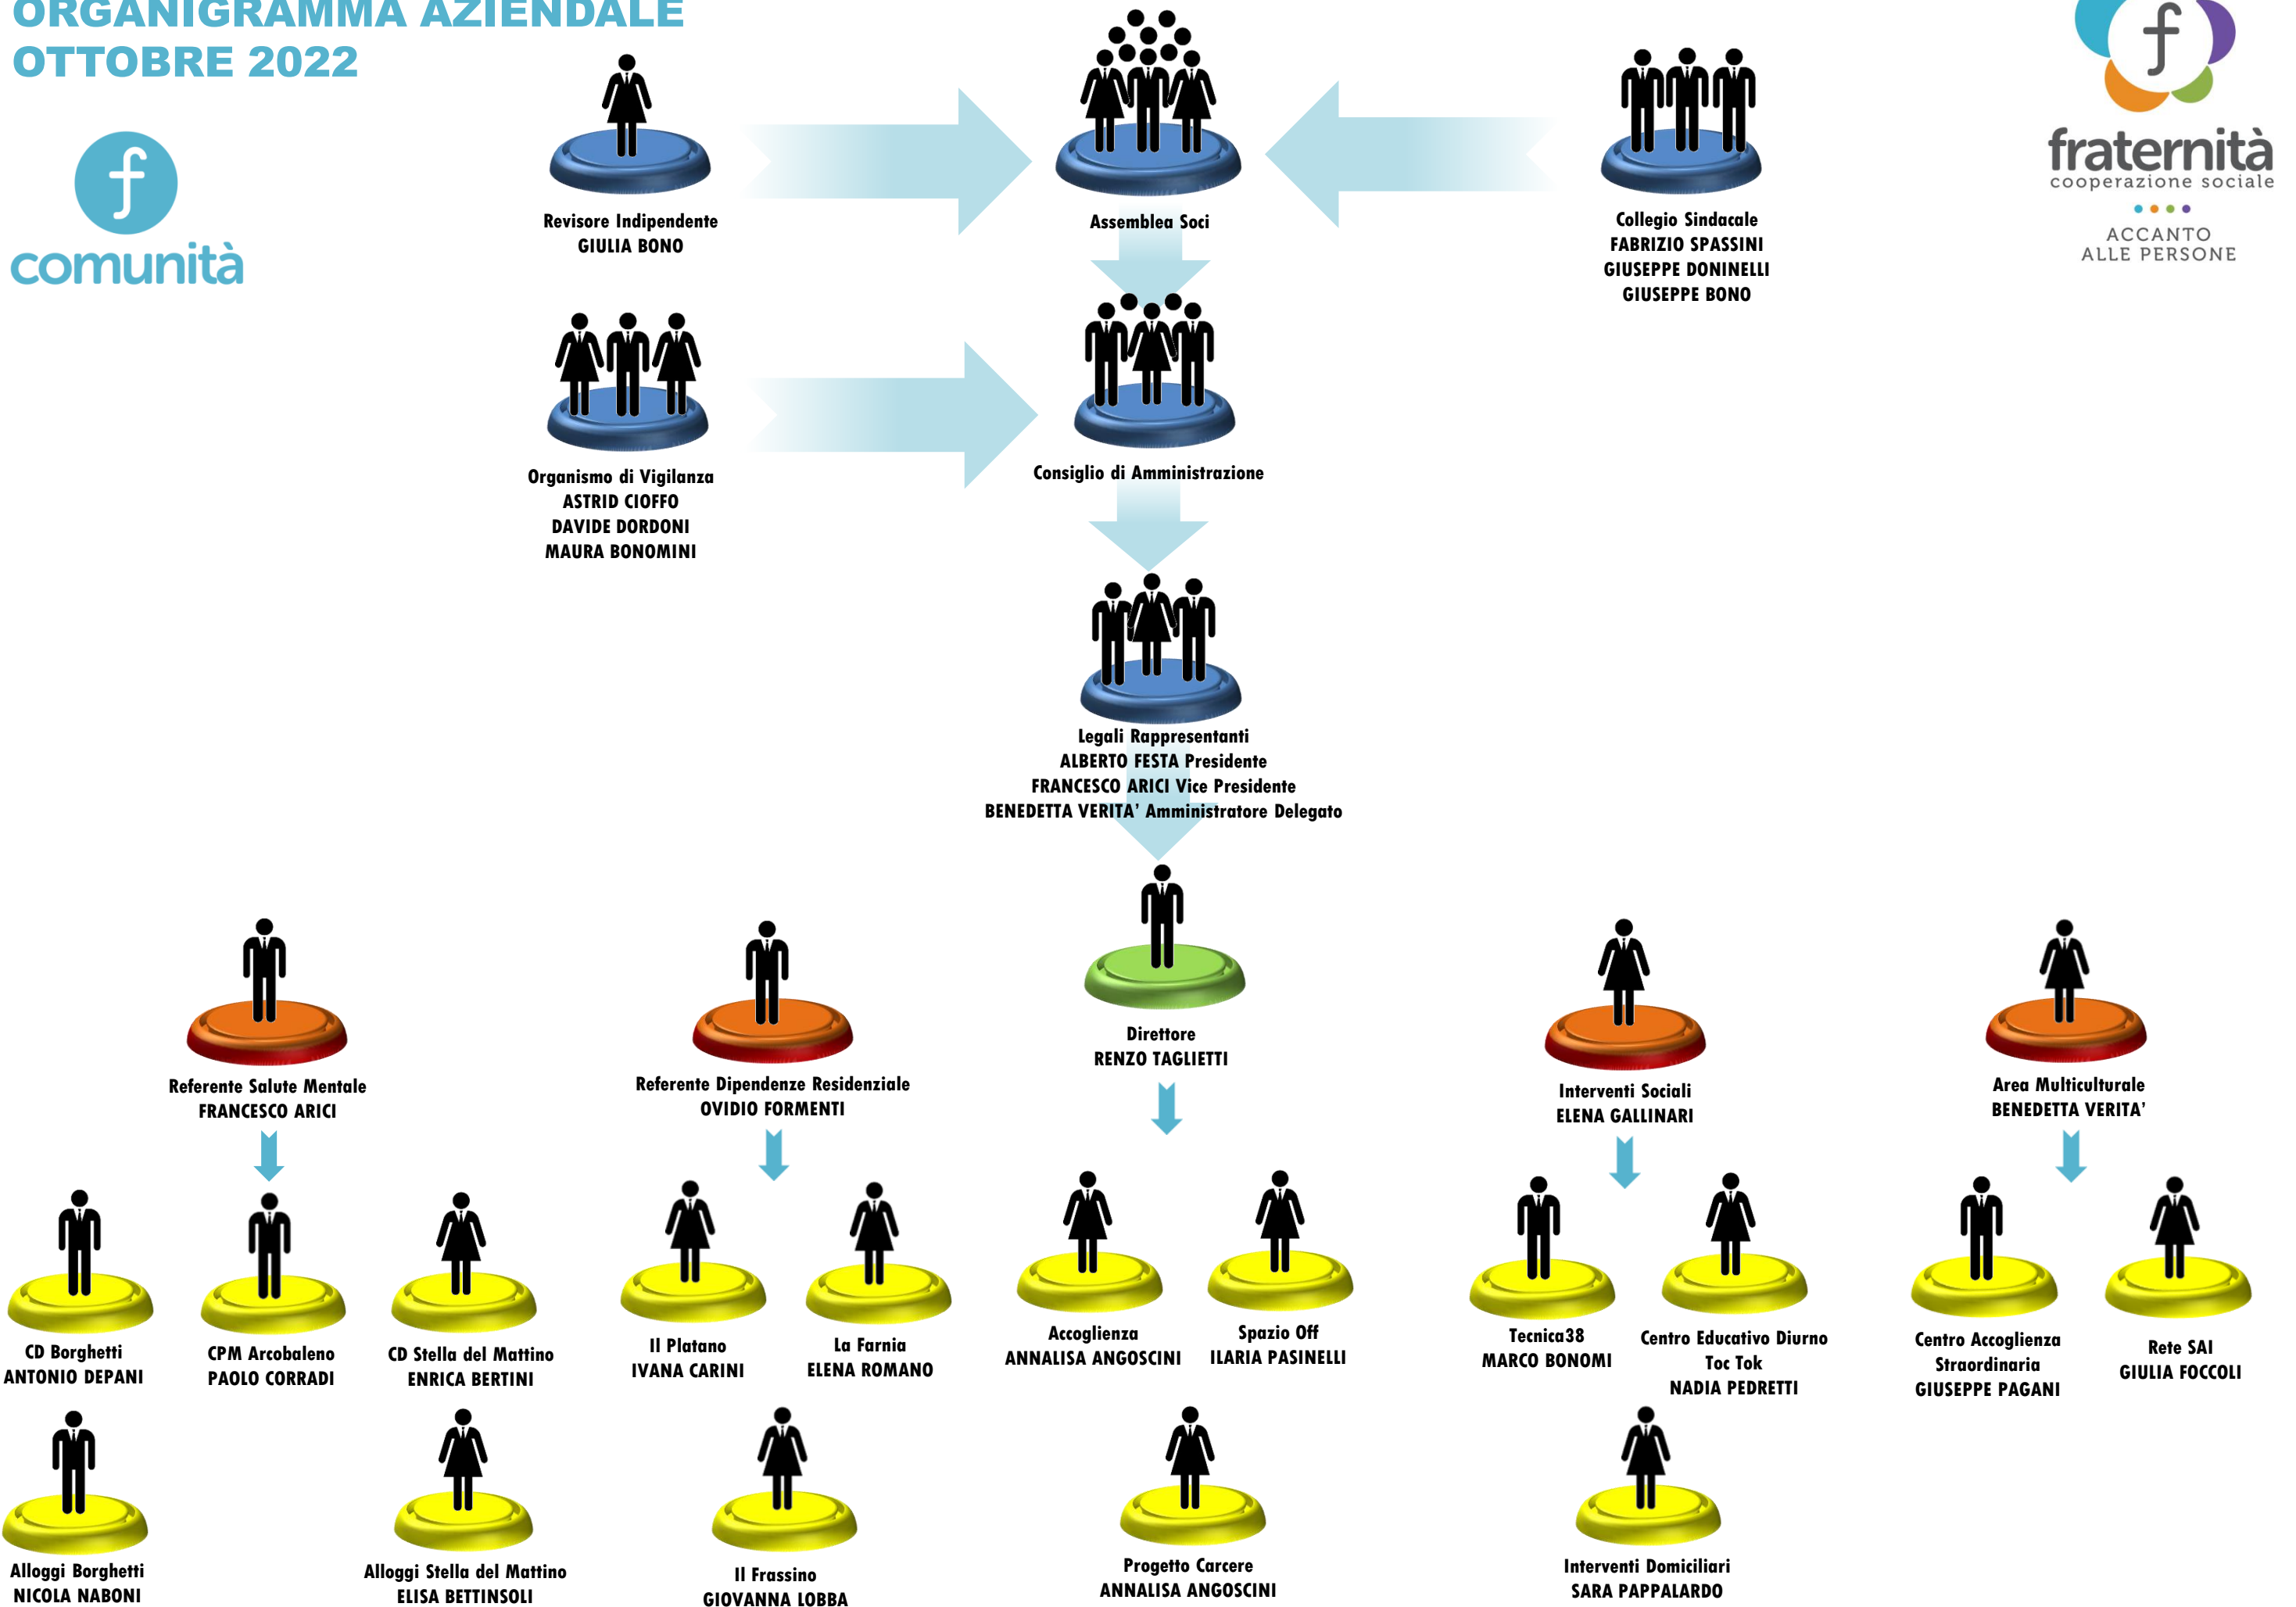 ORGANIGRAMMA AZIENDALE
OTTOBRE 2022
f
comunità
f
fraternità
cooperazione sociale
ACCANTO
ALLE PERSONE
Revisore Indipendente
GIULIA BONO
Assemblea Soci
Collegio Sindacale
FABRIZIO SPASSINI
GIUSEPPE DONINELLI
GIUSEPPE BONO
Organismo di Vigilanza
ASTRID CIOFFO
DAVIDE DORDONI
MAURA BONOMINI
Consiglio di Amministrazione
Legali Rappresentanti
ALBERTO FESTA Presidente
FRANCESCO ARICI Vice Presidente
BENEDETTA VERITA’ Amministratore Delegato
Direttore
RENZO TAGLIETTI
Referente Salute Mentale
FRANCESCO ARICI
Referente Dipendenze Residenziale
OVIDIO FORMENTI
Interventi Sociali
ELENA GALLINARI
Area Multiculturale
BENEDETTA VERITA’
CD Borghetti
ANTONIO DEPANI
CPM Arcobaleno
PAOLO CORRADI
CD Stella del Mattino
ENRICA BERTINI
Il Platano
IVANA CARINI
La Farnia
ELENA ROMANO
Accoglienza
ANNALISA ANGOSCINI
Spazio Off
ILARIA PASINELLI
Tecnica38
MARCO BONOMI
Centro Educativo Diurno
Toc Tok
NADIA PEDRETTI
Centro Accoglienza
Straordinaria
GIUSEPPE PAGANI
Rete SAI
GIULIA FOCCOLI
Alloggi Borghetti
NICOLA NABONI
Alloggi Stella del Mattino
ELISA BETTINSOLI
Il Frassino
GIOVANNA LOBBA
Progetto Carcere
ANNALISA ANGOSCINI
Interventi Domiciliari
SARA PAPPALARDO